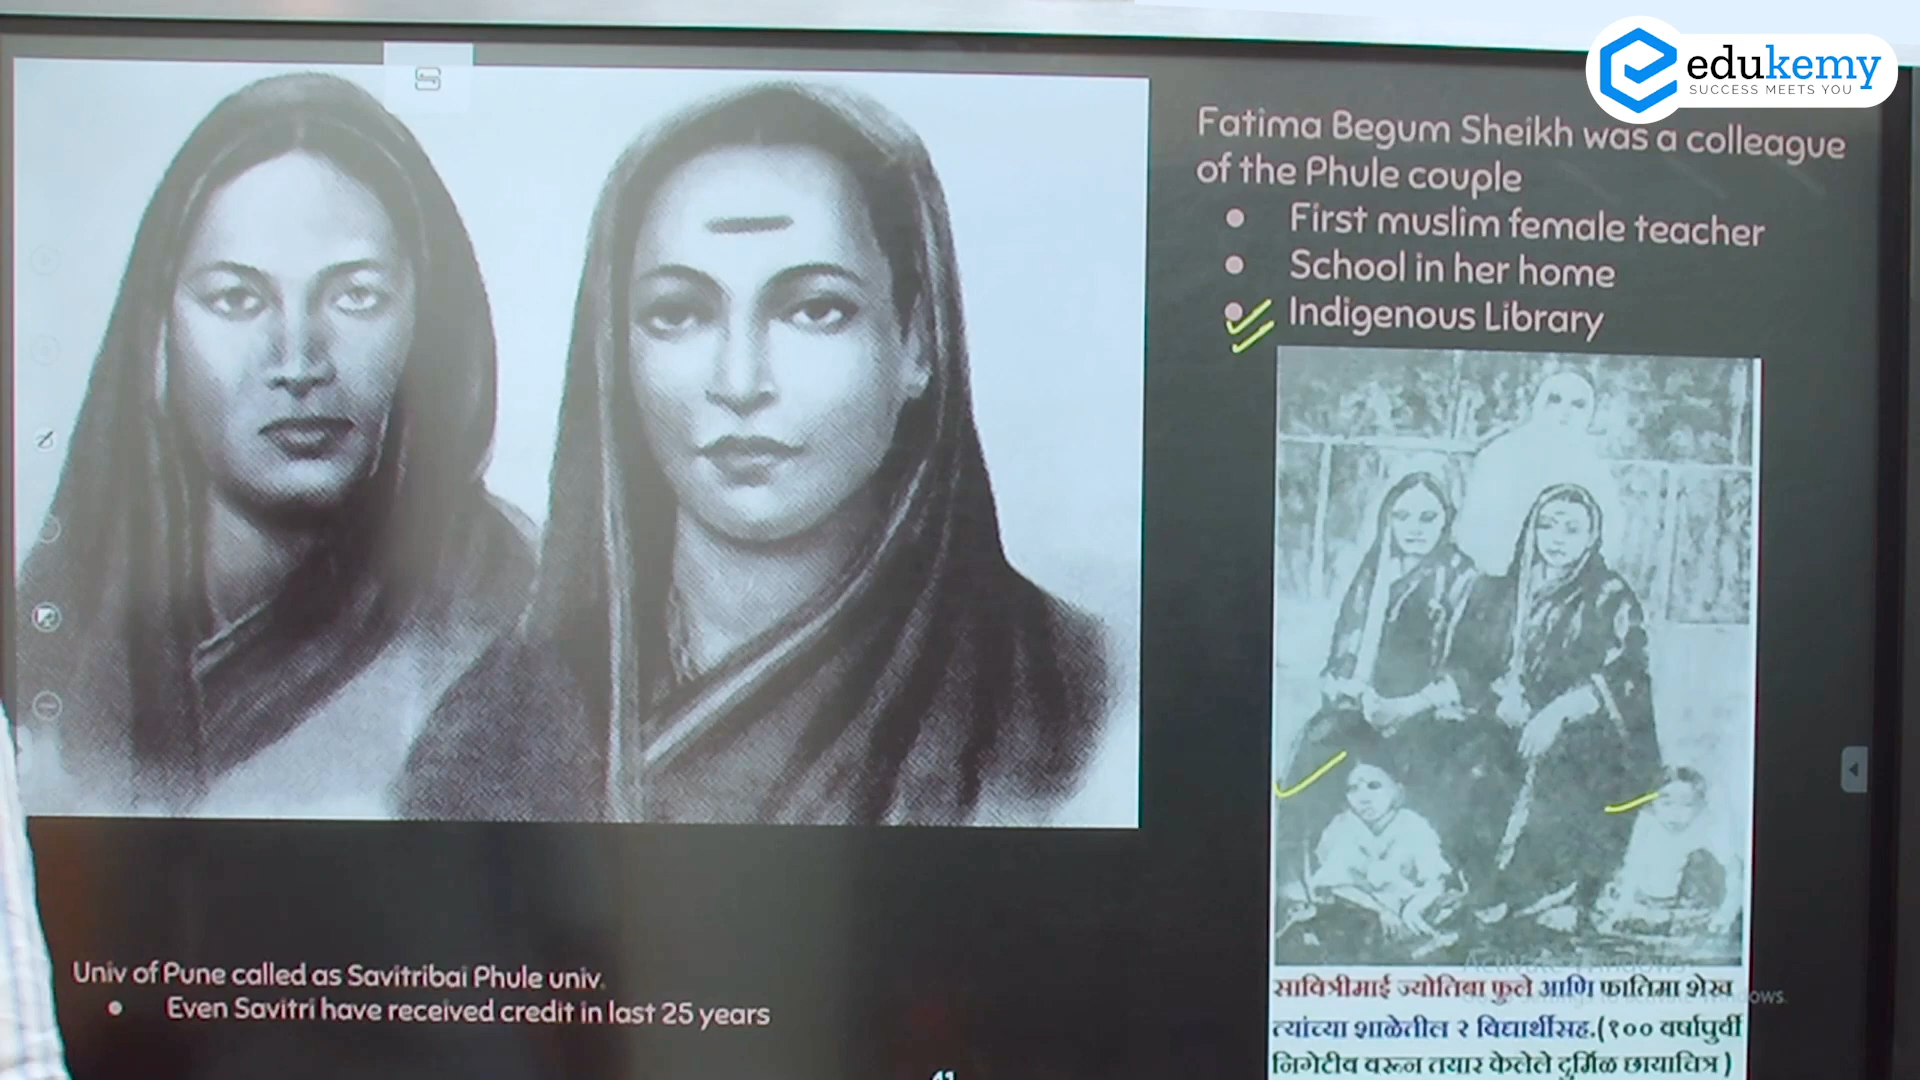 edukemy
SUCCESS MEETS YOU
Fatima Begum Sheikh was a colleague
of the Phule couple
First muslim female teacher
School in her home
Indigenous Library
सावित्रीमाई ज्योतिबा फुले आणि फातिमा शेख
त्यांच्या शाळेतील २ विद्यार्थीसह.(१०० वर्षापुर्वी
निगेटीव वरून तयार केलेले दुर्मिळ छायाचित्र)
Univ of Pune called as Savitribai Phule univ.
Even Savitri have received credit in last 25 years
41